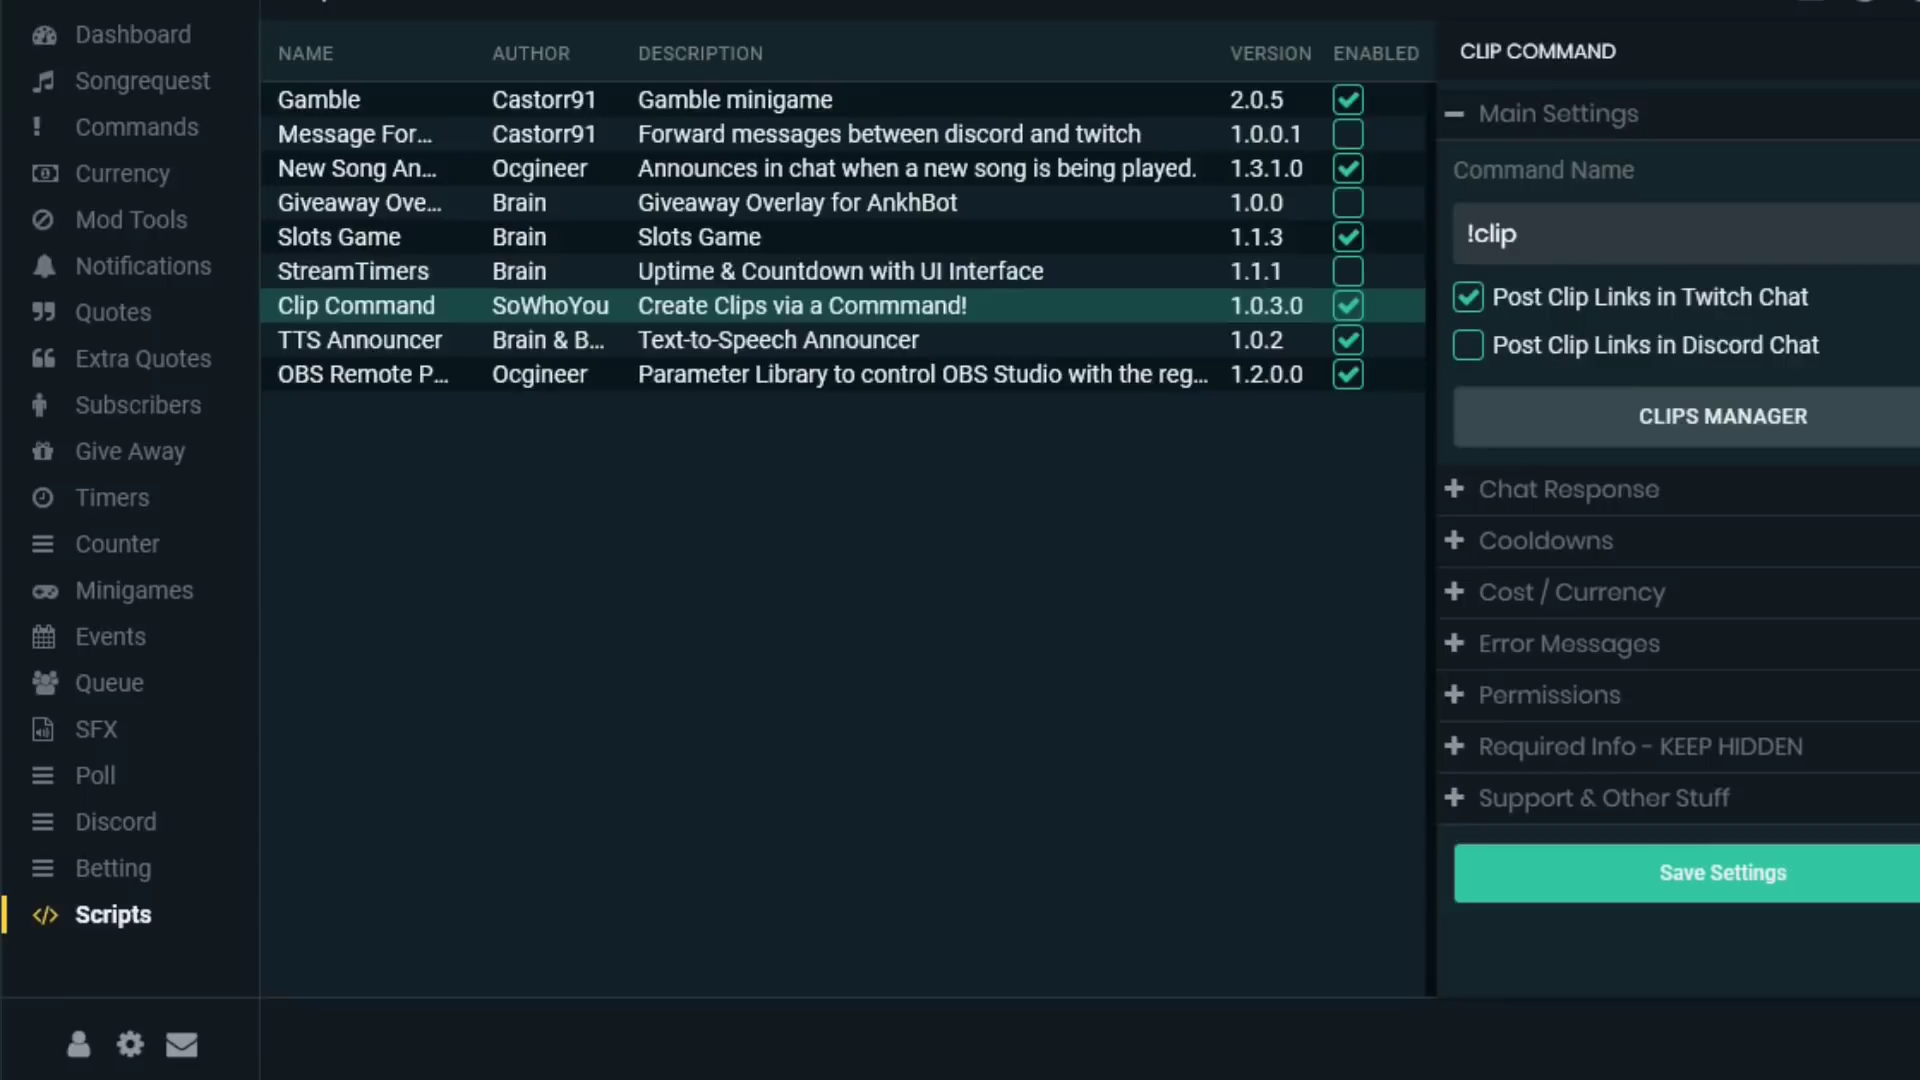 Dashboard
Songrequest
Commands
Currency
Mod Tools
Notifications
Quotes
Extra Quotes
Subscribers
Give Away
Timers
Counter
Minigames
Events
Queue
SFX
Poll
Discord
Betting
Scripts
NAME AUTHOR DESCRIPTION VERSION ENABLED
Gamble Castorr91 Gamble minigame 2.0.5
Message For... Castorr91 Forward messages between discord and twitch 1.0.0.1
New Song An... Ocgineer Announces in chat when a new song is being played. 1.3.1.0
Giveaway Ove... Brain Giveaway Overlay for AnkhBot 1.0.0
Slots Game Brain Slots Game 1.1.3
StreamTimers Brain Uptime & Countdown with UI Interface 1.1.1
Clip Command SoWhoYou Create Clips via a Commmand! 1.0.3.0
TTS Announcer Brain & B... Text-to-Speech Announcer 1.0.2
OBS Remote P... Ocgineer Parameter Library to control OBS Studio with the reg... 1.2.0.0
CLIP COMMAND
Main Settings
Command Name
!clip
Post Clip Links in Twitch Chat
Post Clip Links in Discord Chat
CLIPS MANAGER
Chat Response
Cooldowns
Cost / Currency
Error Messages
Permissions
Required Info - KEEP HIDDEN
Support & Other Stuff
Save Settings